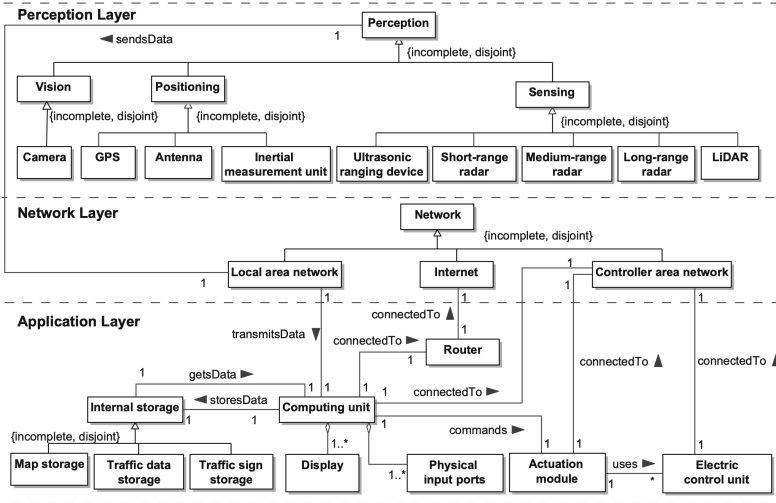 Perception Layer
Perception
◄ sendsData
1
{incomplete, disjoint}
Vision
Positioning
Sensing
{incomplete, disjoint}
{incomplete, disjoint}
{incomplete, disjoint}
Camera
GPS
Antenna
Inertial
measurement unit
Ultrasonic
ranging device
Short-range
radar
Medium-range
radar
Long-range
radar
LiDAR
Network Layer
Network
{incomplete, disjoint}
Local area network
Internet
Controller area network
1
1
1
1
1
1
1
Application Layer
connectedTo ▲
transmitsData ▼
connectedTo ►
1
Router
1
connectedTo ▲
connectedTo ▲
1
getsData ►
1
1
1
connectedTo ►
1
Internal storage
◄ storesData
Computing unit
1
1
1
{incomplete, disjoint}
commands ►
1..*
1
1
1
Map storage
Traffic data
storage
Traffic sign
storage
Display
1..*
Physical
input ports
Actuation
module
uses ►
1
*
Electric
control unit